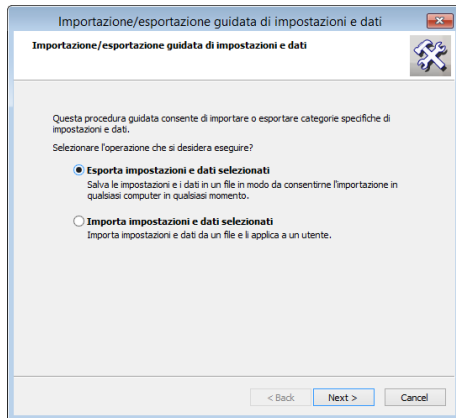 Importazione/esportazione guidata di impostazioni e dati
Importazione/esportazione guidata di impostazioni e dati
Questa procedura guidata consente di importare o esportare categorie specifiche di
impostazioni e dati.
Selezionare l'operazione che si desidera eseguire?
Esporta impostazioni e dati selezionati
Salva le impostazioni e i dati in un file in modo da consentirne l'importazione in
qualsiasi computer in qualsiasi momento.
Importa impostazioni e dati selezionati
Importa impostazioni e dati da un file e li applica a un utente.
< Back Next > Cancel